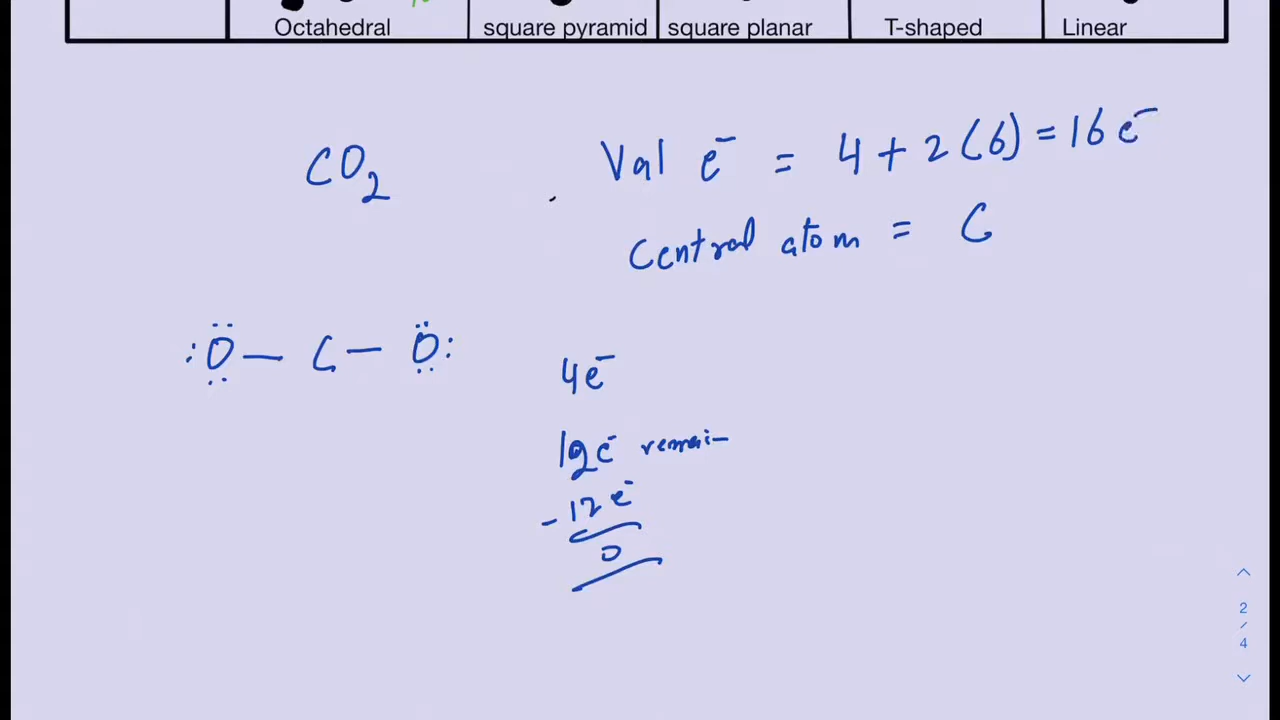 Octahedral square pyramid square planar T-shaped Linear
CO₂
Val e⁻ = 4 + 2(6) = 16 e⁻
Central atom = C
:Ö — C — Ö:
4e⁻
12e⁻ remain
-12 e⁻
0
2
/
4